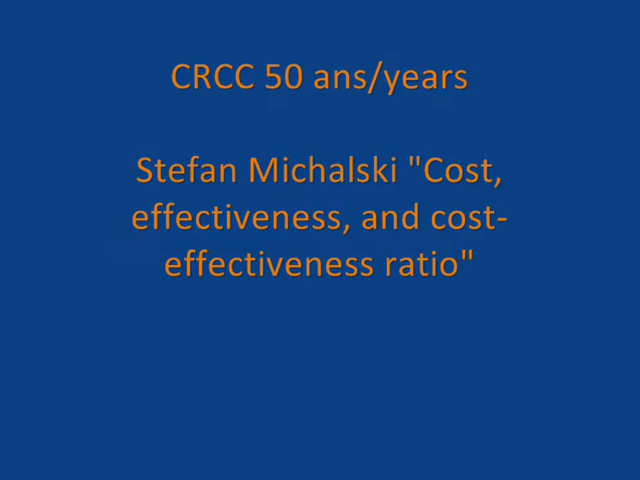 CRCC 50 ans/years
Stefan Michalski "Cost,
effectiveness, and cost-
effectiveness ratio"